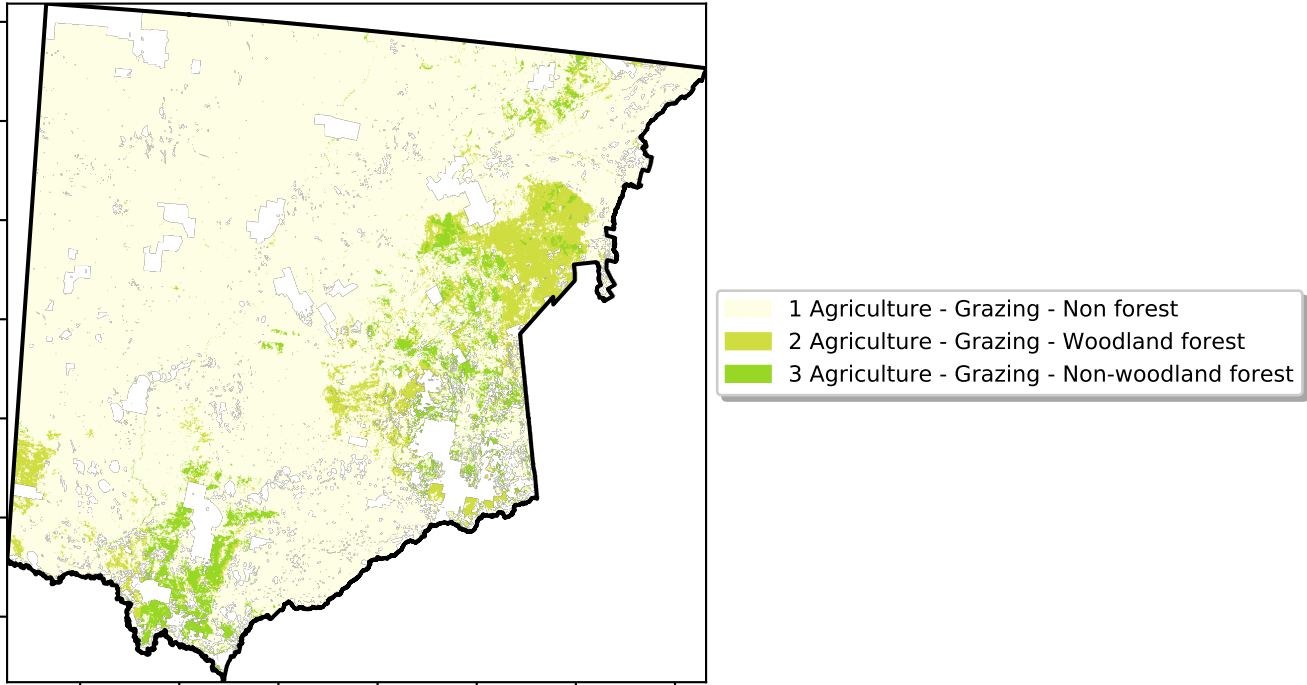 1 Agriculture - Grazing - Non forest
2 Agriculture - Grazing - Woodland forest
3 Agriculture - Grazing - Non-woodland forest